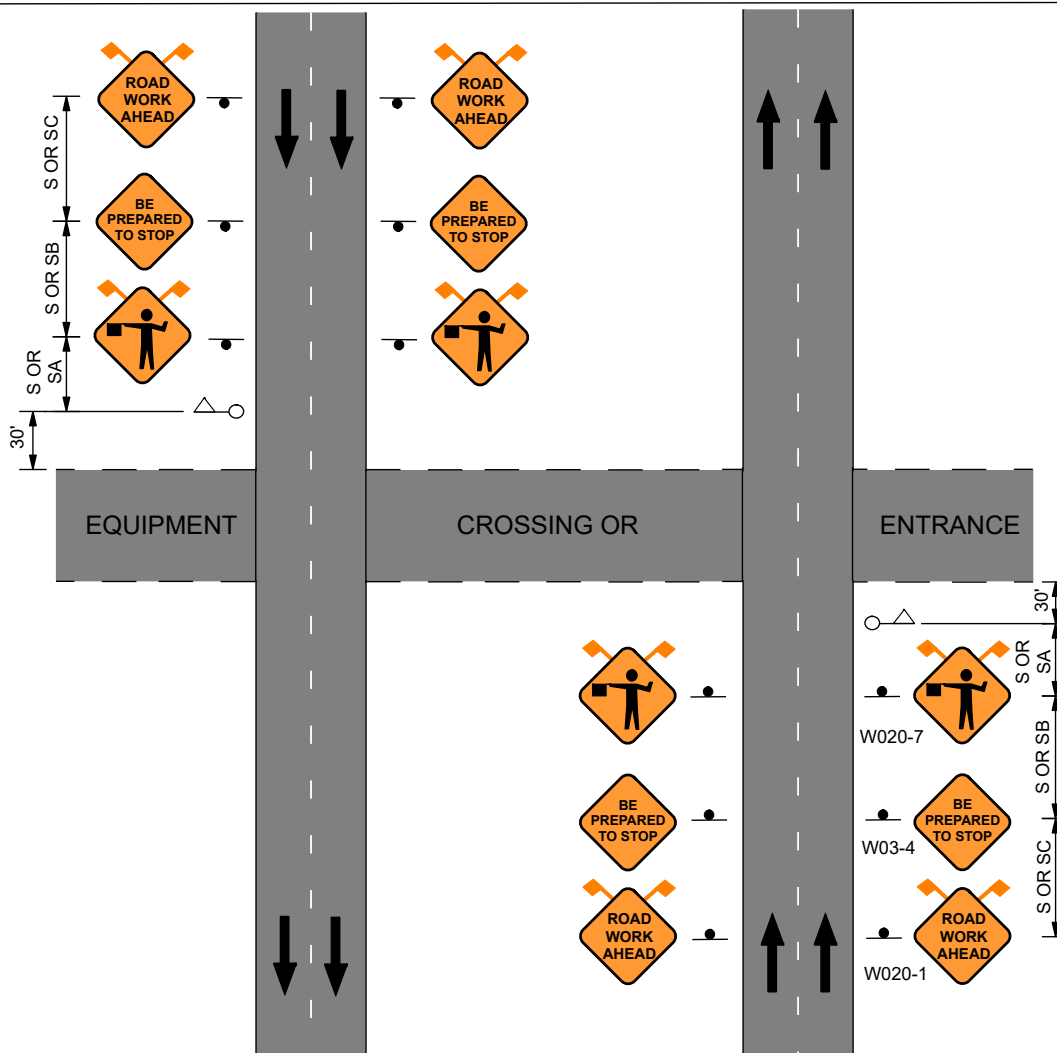 ROAD
WORK
AHEAD
ROAD
WORK
AHEAD
S OR SC
BE
PREPARED
TO STOP
BE
PREPARED
TO STOP
S OR SB
S OR
SA
30'
EQUIPMENT
CROSSING OR
ENTRANCE
30'
S OR
SA
W020-7
S OR SB
BE
PREPARED
TO STOP
W03-4
BE
PREPARED
TO STOP
S OR SC
ROAD
WORK
AHEAD
W020-1
ROAD
WORK
AHEAD